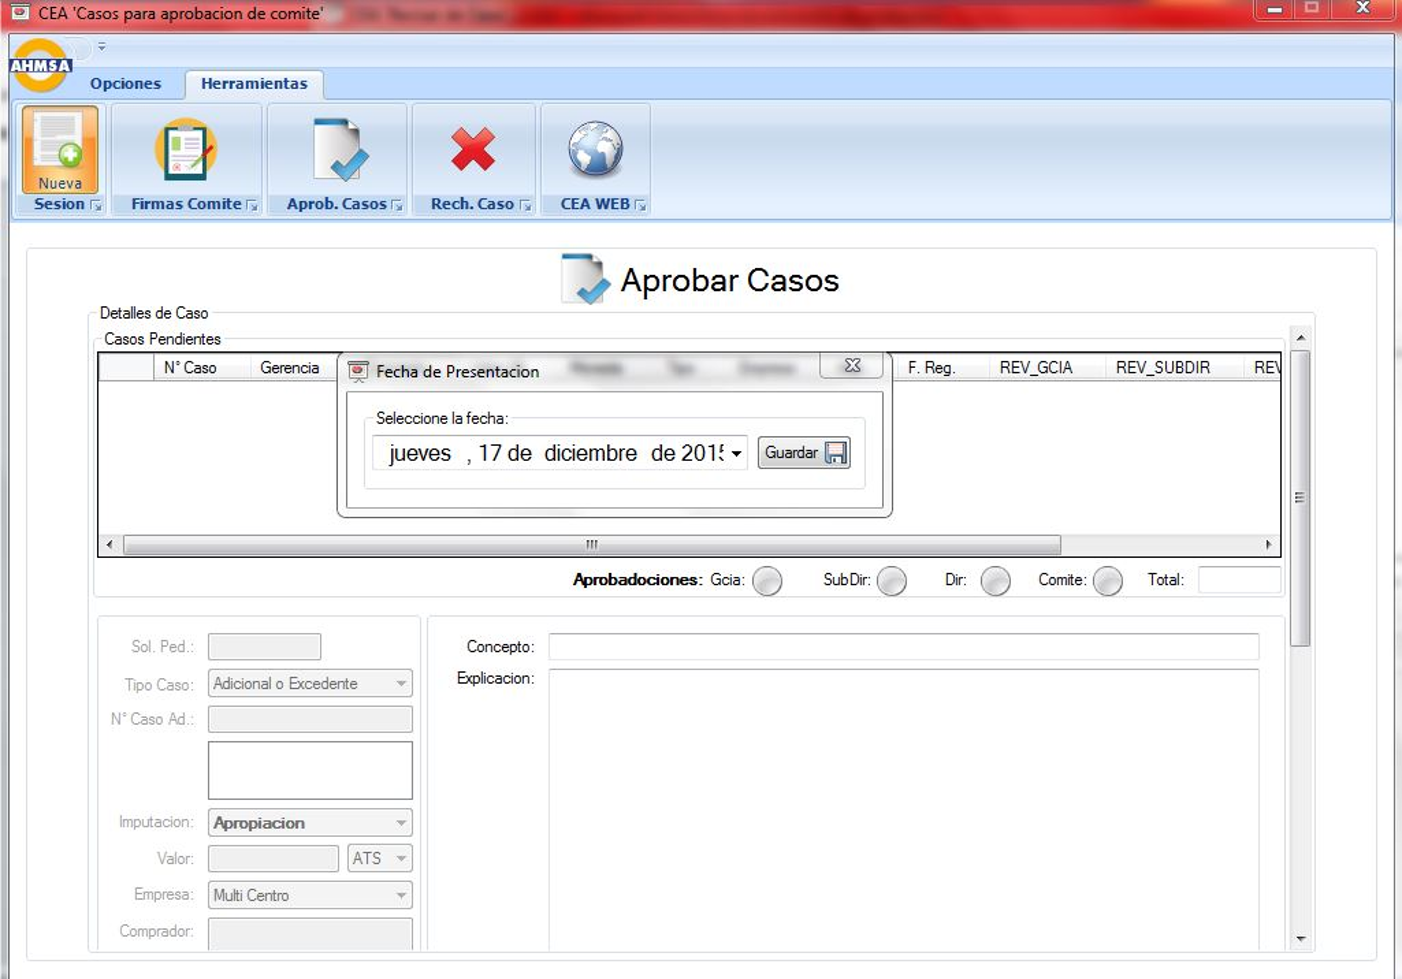 CEA 'Casos para aprobacion de comite'
AHMSA
Opciones
Herramientas
Nueva
Sesion
Firmas Comite
Aprob. Casos
Rech. Caso
CEA WEB
Aprobar Casos
Detalles de Caso
Casos Pendientes
N° Caso
Gerencia
F. Reg.
REV_GCIA
REV_SUBDIR
REV
Fecha de Presentacion
Seleccione la fecha:
jueves , 17 de diciembre de 2015
Guardar
Aprobadociones: Gcia: SubDir: Dir: Comite: Total:
Sol. Ped.:
Tipo Caso: Adicional o Excedente
N° Caso Ad.:
Imputacion: Apropiacion
Valor: ATS
Empresa: Multi Centro
Comprador:
Concepto:
Explicacion: